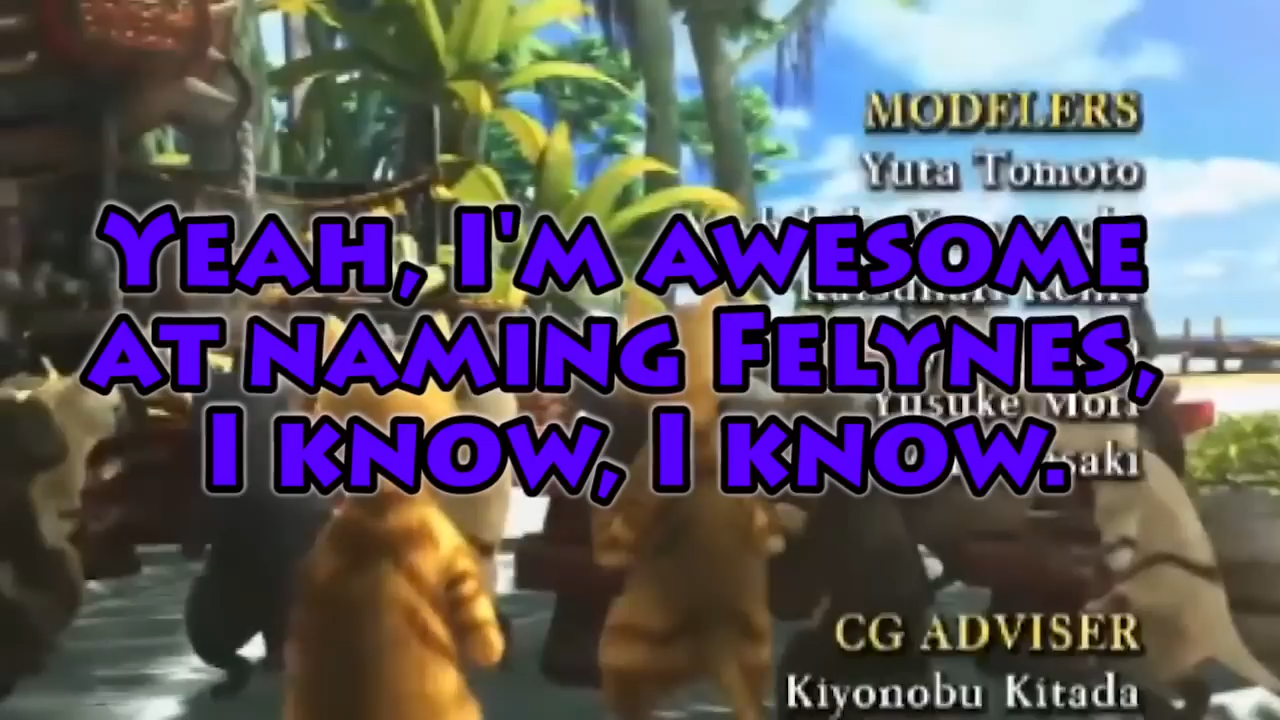 MODELERS
Yuta Tomoto
YEAH, I'M AWESOME
AT NAMING FELYNES,
I KNOW, I KNOW.
Yusuke Mori
CG ADVISER
Kiyonobu Kitada